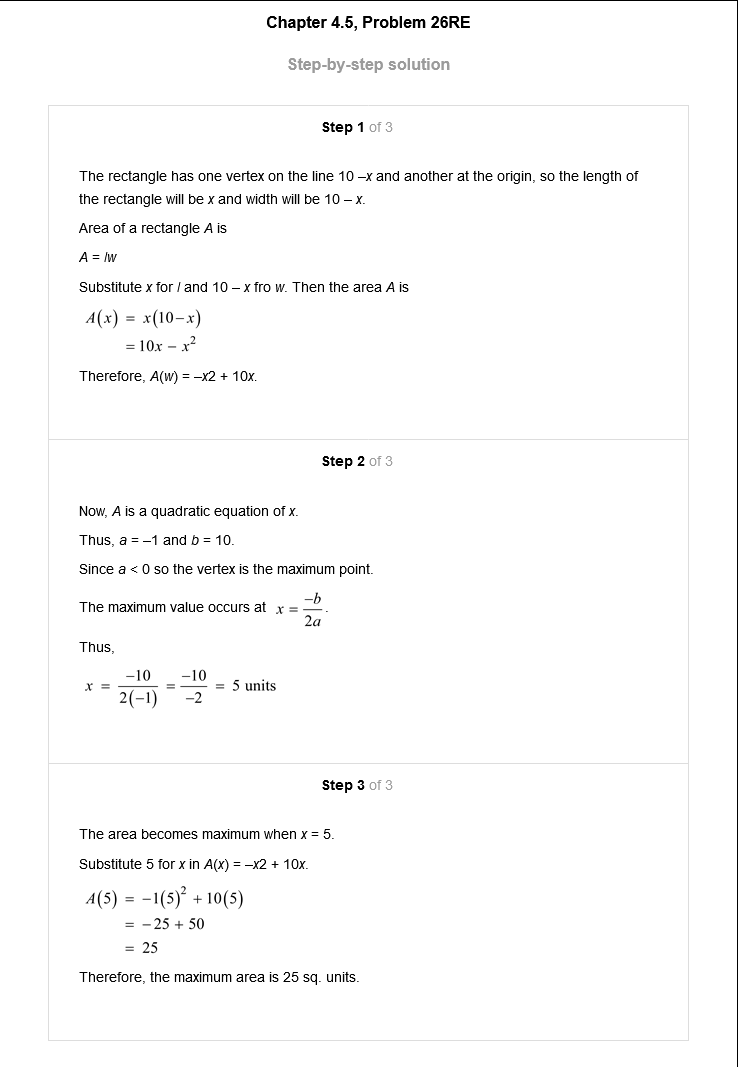 Chapter 4.5, Problem 26RE
Step-by-step solution
Step 1 of 3
The rectangle has one vertex on the line 10 –x and another at the origin, so the length of
the rectangle will be x and width will be 10 – x.
Area of a rectangle A is
A = lw
Substitute x for l and 10 – x fro w. Then the area A is
A(x) = x(10−x)
= 10x − x²
Therefore, A(w) = –x2 + 10x.
Step 2 of 3
Now, A is a quadratic equation of x.
Thus, a = –1 and b = 10.
Since a < 0 so the vertex is the maximum point.
The maximum value occurs at x = −b/2a.
Thus,
x = −10/2(−1) = −10/−2 = 5 units
Step 3 of 3
The area becomes maximum when x = 5.
Substitute 5 for x in A(x) = –x2 + 10x.
A(5) = −1(5)² + 10(5)
= −25 + 50
= 25
Therefore, the maximum area is 25 sq. units.